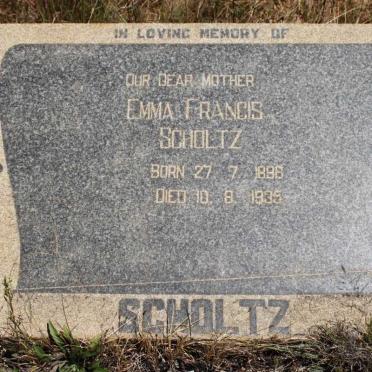 IN LOVING MEMORY OF
OUR DEAR MOTHER
EMMA FRANCIS
SCHOLTZ
BORN 27. 7. 1896
DIED 10. 8. 1935
SCHOLTZ